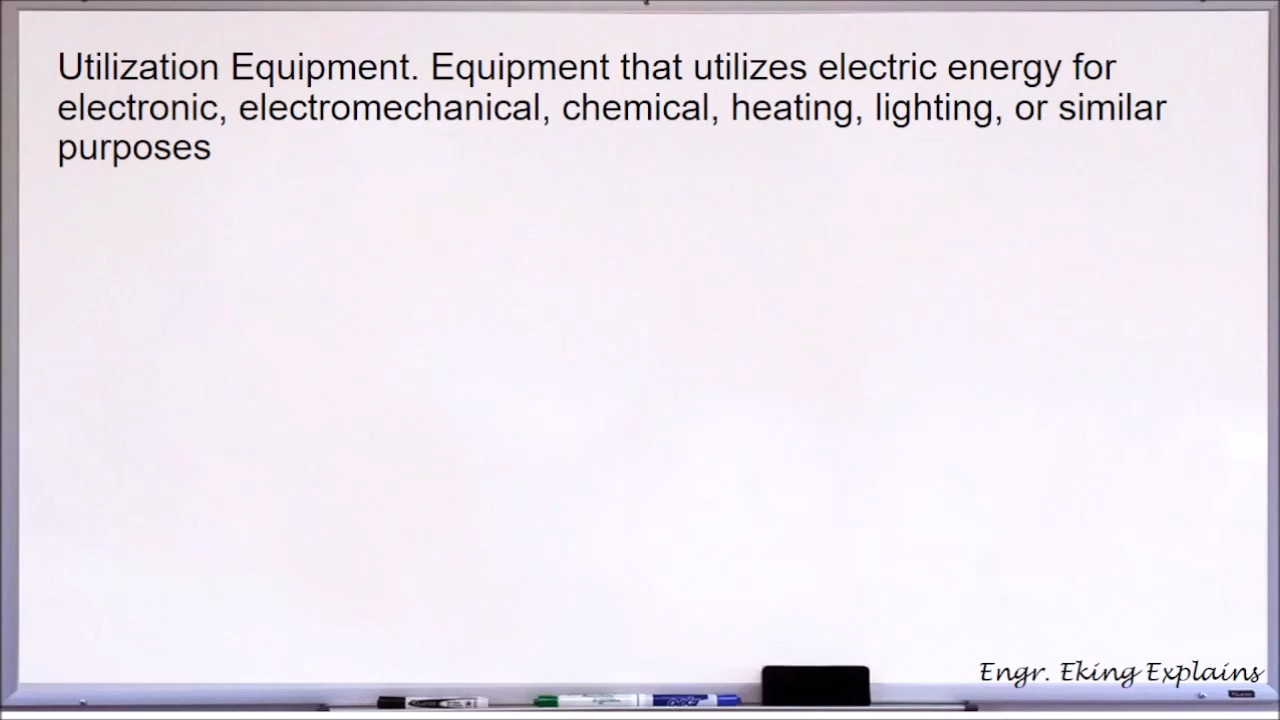 Utilization Equipment. Equipment that utilizes electric energy for
electronic, electromechanical, chemical, heating, lighting, or similar
purposes
Engr. Eking Explains